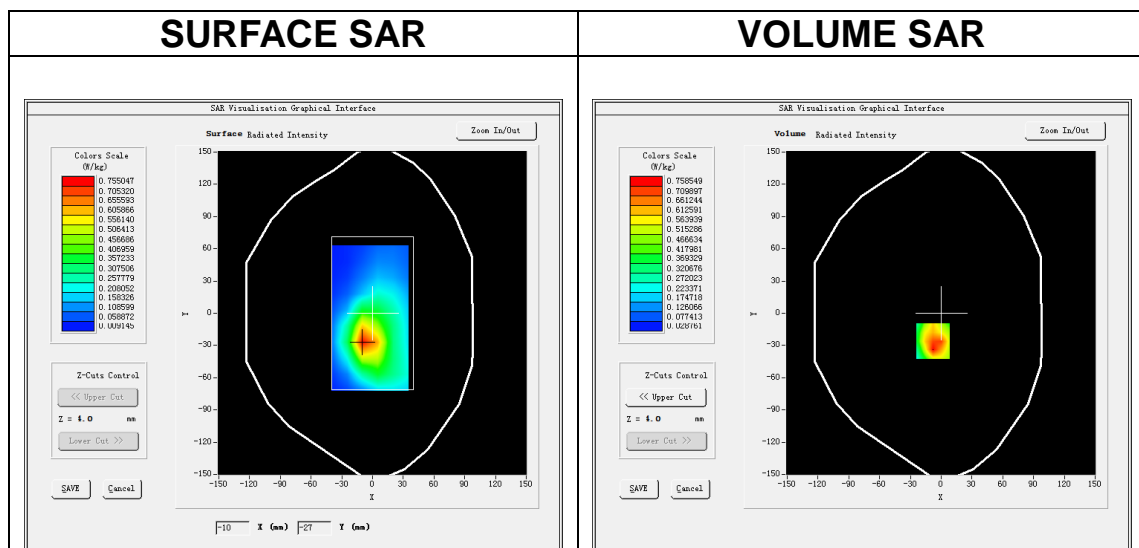 SURFACE SAR
VOLUME SAR
SAR Visualisation Graphical Interface
Surface Radiated Intensity
Zoom In/Out
Colors Scale
(W/kg)
0.755047
0.705320
0.655593
0.605866
0.556140
0.506413
0.456686
0.406959
0.357233
0.307506
0.257779
0.208052
0.158326
0.108599
0.058872
0.009145
150
120
90
60
30
0
-30
-60
-90
-120
-150
Y
-150 -120 -90 -60 -30 0 30 60 90 120 150
X
Z-Cuts Control
<< Upper Cut
Z = 4.0 mm
Lower Cut >>
SAVE Cancel
-10 X (mm) -27 Y (mm)
SAR Visualisation Graphical Interface
Volume Radiated Intensity
Zoom In/Out
Colors Scale
(W/kg)
0.758549
0.709897
0.661244
0.612591
0.563939
0.515286
0.466634
0.417981
0.369329
0.320676
0.272023
0.223371
0.174718
0.126066
0.077413
0.028761
150
120
90
60
30
0
-30
-60
-90
-120
-150
Y
-150 -120 -90 -60 -30 0 30 60 90 120 150
X
Z-Cuts Control
<< Upper Cut
Z = 4.0 mm
Lower Cut >>
SAVE Cancel